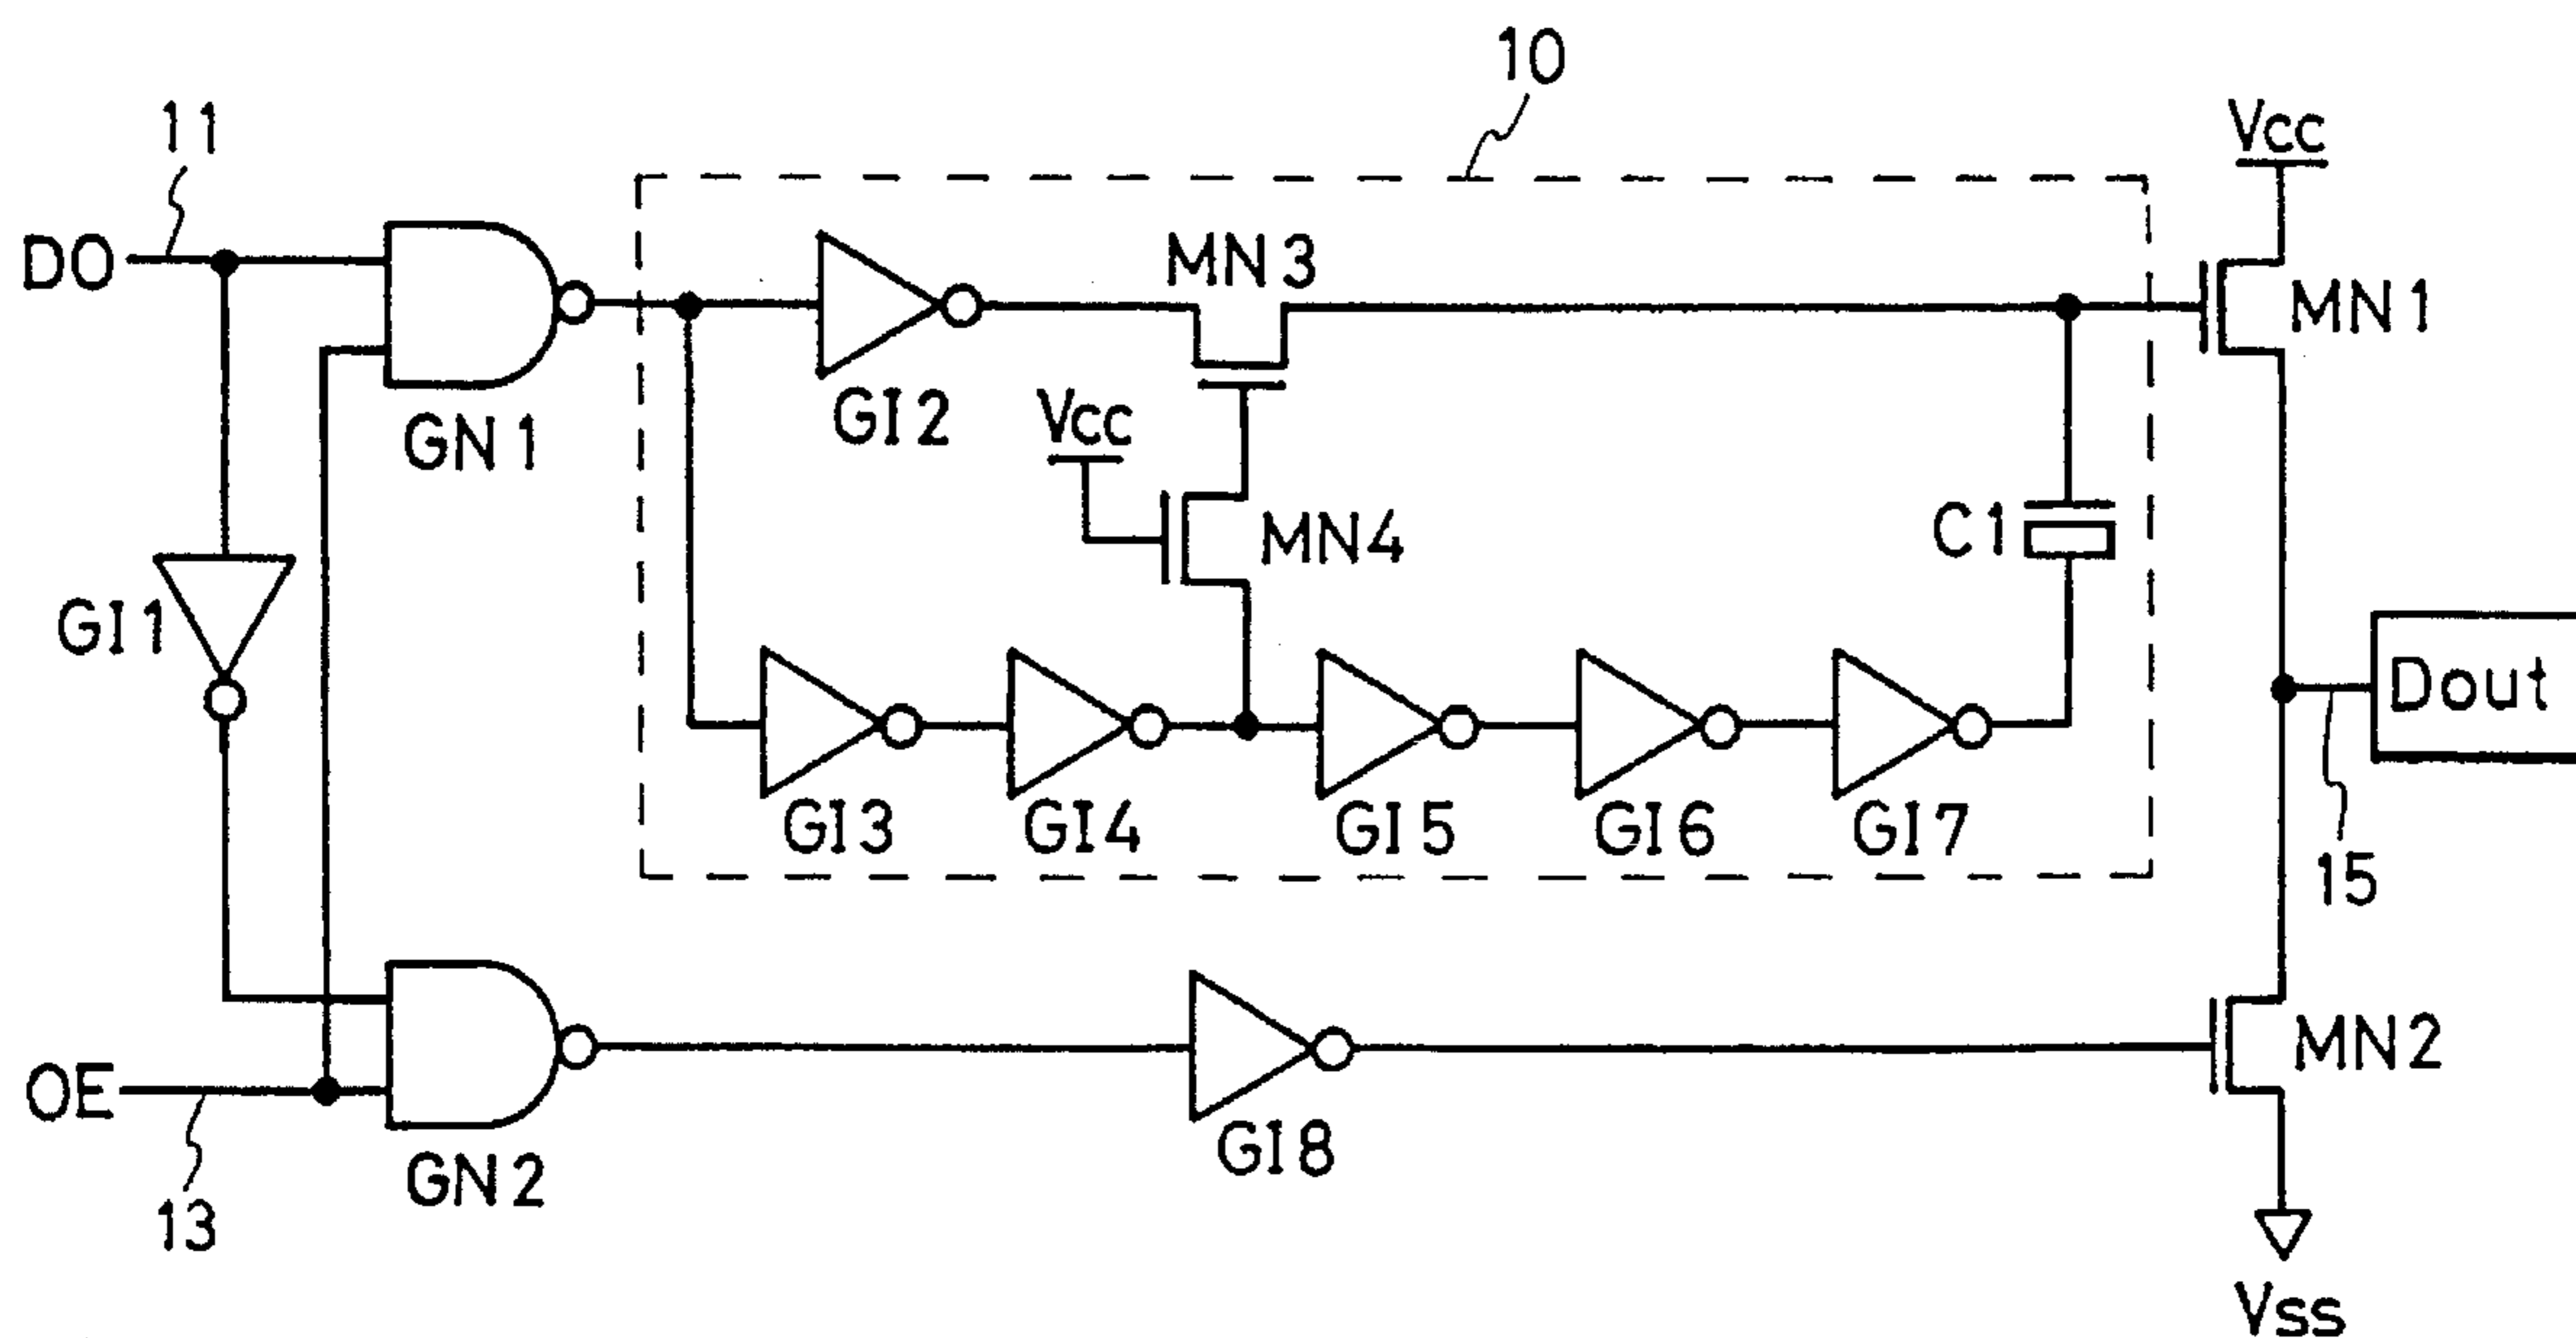 10
11
Vcc
DO
MN3
MN1
GN1
GI2
Vcc
MN4
C1
GI1
Dout
GI3
GI4
GI5
GI6
GI7
15
OE
MN2
GN2
GI8
13
Vss